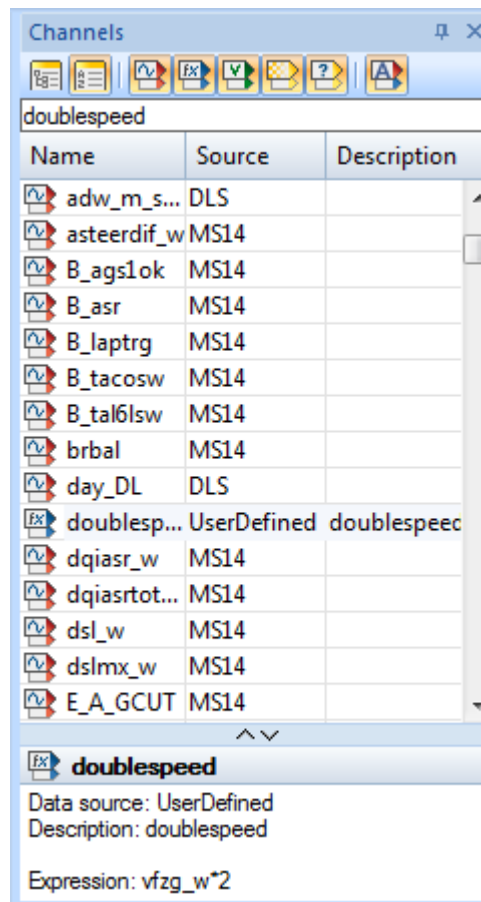 Channels
doublespeed
Name Source Description
adw_m_s... DLS
asteerdif_w MS14
B_ags1ok MS14
B_asr MS14
B_laptrg MS14
B_tacosw MS14
B_tal6lsw MS14
brbal MS14
day_DL DLS
doublesp... UserDefined doublespeed
dqiasr_w MS14
dqiasrtot... MS14
dsl_w MS14
dslmx_w MS14
E_A_GCUT MS14
doublespeed
Data source: UserDefined
Description: doublespeed
Expression: vfzg_w*2